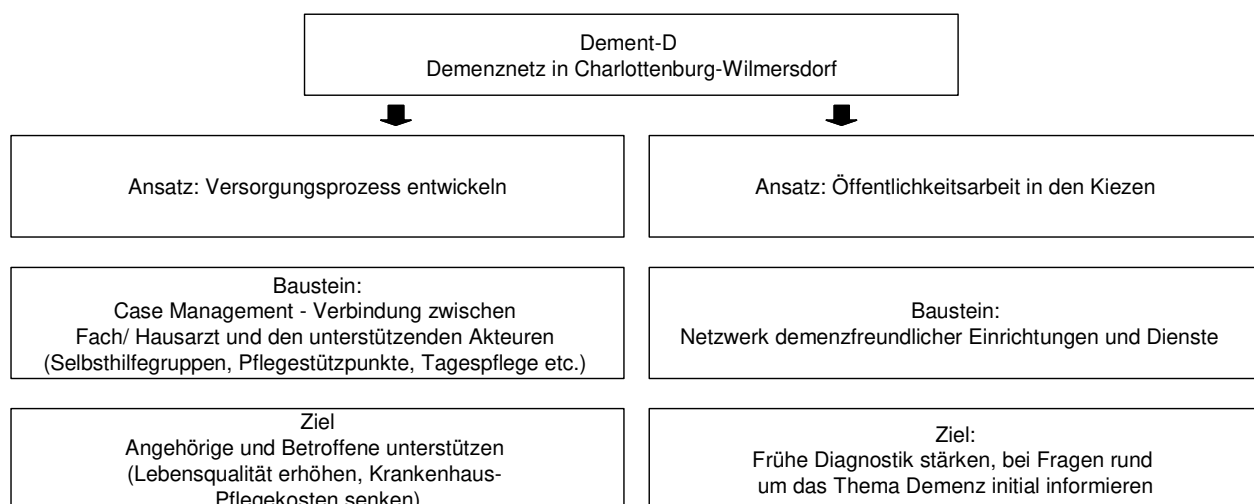 Dement-D
Demenznetz in Charlottenburg-Wilmersdorf
Ansatz: Versorgungsprozess entwickeln
Ansatz: Öffentlichkeitsarbeit in den Kiezen
Baustein:
Case Management - Verbindung zwischen
Fach/ Hausarzt und den unterstützenden Akteuren
(Selbsthilfegruppen, Pflegestützpunkte, Tagespflege etc.)
Baustein:
Netzwerk demenzfreundlicher Einrichtungen und Dienste
Ziel
Angehörige und Betroffene unterstützen
(Lebensqualität erhöhen, Krankenhaus-
Pflegekosten senken)
Ziel:
Frühe Diagnostik stärken, bei Fragen rund
um das Thema Demenz initial informieren